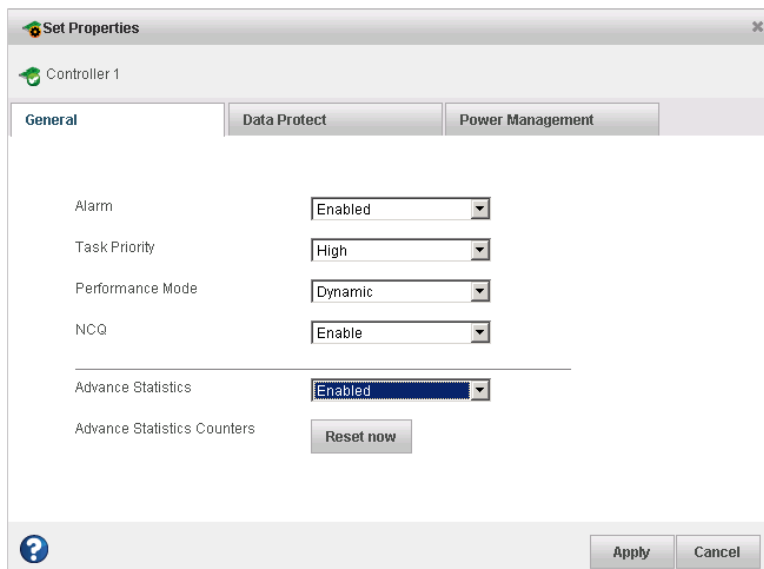 Set Properties
Controller 1
General Data Protect Power Management
Alarm Enabled
Task Priority High
Performance Mode Dynamic
NCQ Enable
Advance Statistics Enabled
Advance Statistics Counters Reset now
? Apply Cancel